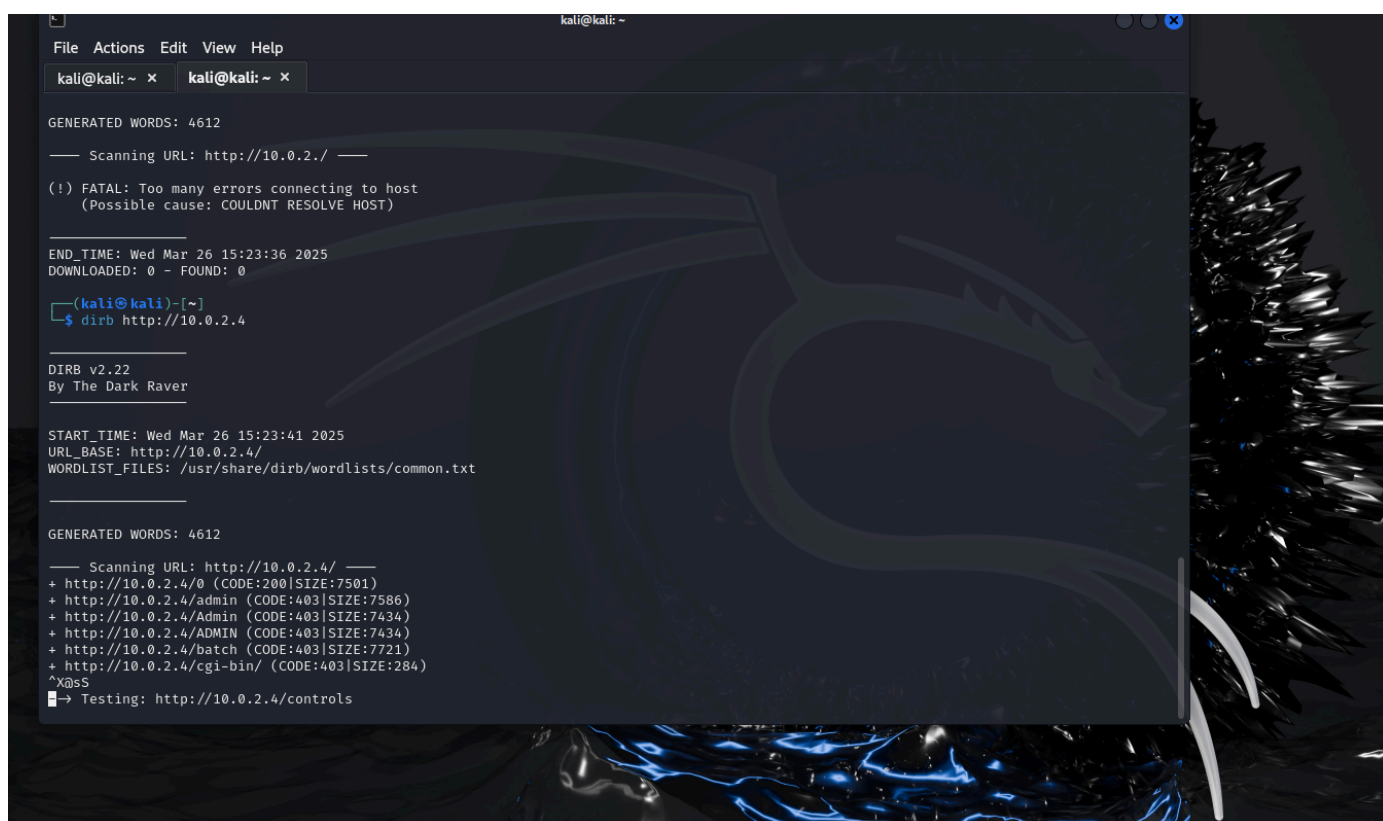 kali@kali: ~
File Actions Edit View Help
kali@kali: ~ × kali@kali: ~ ×
GENERATED WORDS: 4612
---- Scanning URL: http://10.0.2./ ----
(!) FATAL: Too many errors connecting to host
(Possible cause: COULDNT RESOLVE HOST)
-----------------
END_TIME: Wed Mar 26 15:23:36 2025
DOWNLOADED: 0 - FOUND: 0
┌──(kali㉿kali)-[~]
└─$ dirb http://10.0.2.4
-----------------
DIRB v2.22
By The Dark Raver
-----------------
START_TIME: Wed Mar 26 15:23:41 2025
URL_BASE: http://10.0.2.4/
WORDLIST_FILES: /usr/share/dirb/wordlists/common.txt
-----------------
GENERATED WORDS: 4612
---- Scanning URL: http://10.0.2.4/ ----
+ http://10.0.2.4/0 (CODE:200|SIZE:7501)
+ http://10.0.2.4/admin (CODE:403|SIZE:7586)
+ http://10.0.2.4/Admin (CODE:403|SIZE:7434)
+ http://10.0.2.4/ADMIN (CODE:403|SIZE:7434)
+ http://10.0.2.4/batch (CODE:403|SIZE:7721)
+ http://10.0.2.4/cgi-bin/ (CODE:403|SIZE:284)
^X@sS
--> Testing: http://10.0.2.4/controls